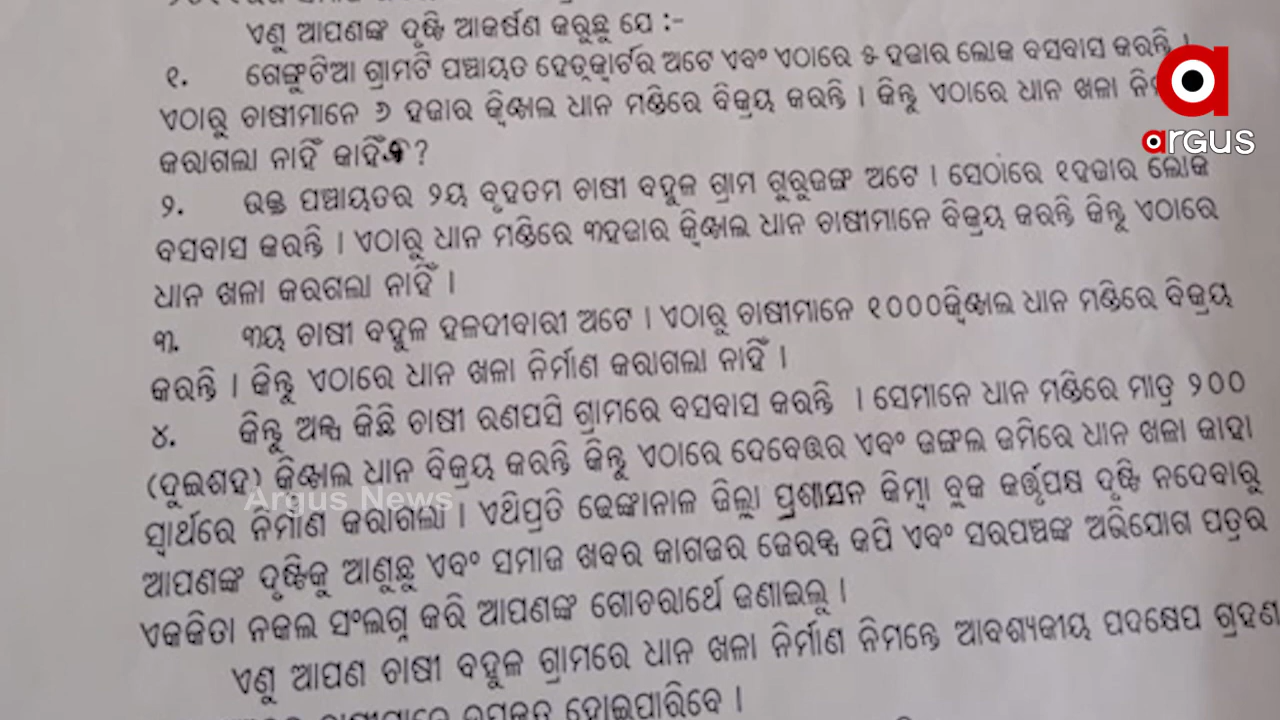 ଏଣୁ ଆପଣଙ୍କ ଦୃଷ୍ଟି ଆକର୍ଷଣ କରୁଛୁ ଯେ :-
୧. ଗେଙ୍ଗୁଟିଆ ଗ୍ରାମଟି ପଞ୍ଚାୟତ ହେଡ୍‌କ୍ୱାର୍ଟର ଅଟେ ଏବଂ ଏଠାରେ ୫ ହଜାର ଲୋକ ବସବାସ କରନ୍ତି ।
ଏଠାରୁ ଚାଷୀମାନେ ୬ ହଜାର କ୍ୱିଣ୍ଟାଲ ଧାନ ମଣ୍ଡିରେ ବିକ୍ରୟ କରନ୍ତି । କିନ୍ତୁ ଏଠାରେ ଧାନ ଖଳା
କରାଗଲା ନାହିଁ କାହିଁକି ?
୨. ଉକ୍ତ ପଞ୍ଚାୟତର ୨ୟ ବୃହତମ ଚାଷୀ ବହୁଳ ଗ୍ରାମ ଗୁରୁଜଙ୍ଗ ଅଟେ । ସେଠାରେ ୧ହଜାର ଲୋକ
ବସବାସ କରନ୍ତି । ଏଠାରୁ ଧାନ ମଣ୍ଡିରେ ୩ହଜାର କ୍ୱିଣ୍ଟାଲ ଧାନ ଚାଷୀମାନେ ବିକ୍ରୟ କରନ୍ତି କିନ୍ତୁ ଏଠାରେ
ଧାନ ଖଳା କରଗଲା ନାହିଁ ।
୩. ୩ୟ ଚାଷୀ ବହୁଳ ହଳଦୀବାରୀ ଅଟେ । ଏଠାରୁ ଚାଷୀମାନେ ୧୦୦୦କ୍ୱିଣ୍ଟାଲ ଧାନ ମଣ୍ଡିରେ ବିକ୍ରୟ
କରନ୍ତି । କିନ୍ତୁ ଏଠାରେ ଧାନ ଖଳା ନିର୍ମାଣ କରାଗଲା ନାହିଁ ।
୪. କିନ୍ତୁ ଅଳ୍ପ କିଛି ଚାଷୀ ରଣପସି ଗ୍ରାମରେ ବସବାସ କରନ୍ତି । ସେମାନେ ଧାନ ମଣ୍ଡିରେ ମାତ୍ର ୨୦୦
(ଦୁଇଶହ) କିଣ୍ଟାଲ ଧାନ ବିକ୍ରୟ କରନ୍ତି କିନ୍ତୁ ଏଠାରେ ଦେବୋତ୍ତର ଏବଂ ଜଙ୍ଗଲ ଜମିରେ ଧାନ ଖଳା କାହା
ସ୍ୱାର୍ଥରେ ନିର୍ମାଣ କରାଗଲା । ଏଥିପ୍ରତି ଢେଙ୍କାନାଳ ଜିଲ୍ଲା ପ୍ରଶାସନ କିମ୍ବା ବ୍ଲକ କର୍ତ୍ତୃପକ୍ଷ ଦୃଷ୍ଟି ନଦେବାରୁ
ଆପଣଙ୍କ ଦୃଷ୍ଟିକୁ ଆଣୁଛୁ ଏବଂ ସମାଜ ଖବର କାଗଜର ଜେରକ୍ସ କପି ଏବଂ ସରପଞ୍ଚଙ୍କ ଅଭିଯୋଗ ପତ୍ରର
ଏକକିତା ନକଲ ସଂଲଗ୍ନ କରି ଆପଣଙ୍କ ଗୋଚରାର୍ଥେ ଜଣାଇଲୁ ।
ଏଣୁ ଆପଣ ଚାଷୀ ବହୁଳ ଗ୍ରାମରେ ଧାନ ଖଳା ନିର୍ମାଣ ନିମନ୍ତେ ଆବଶ୍ୟକୀୟ ପଦକ୍ଷେପ ଗ୍ରହଣ
ହୋଇପାରିବେ ।
a
argus
Argus News